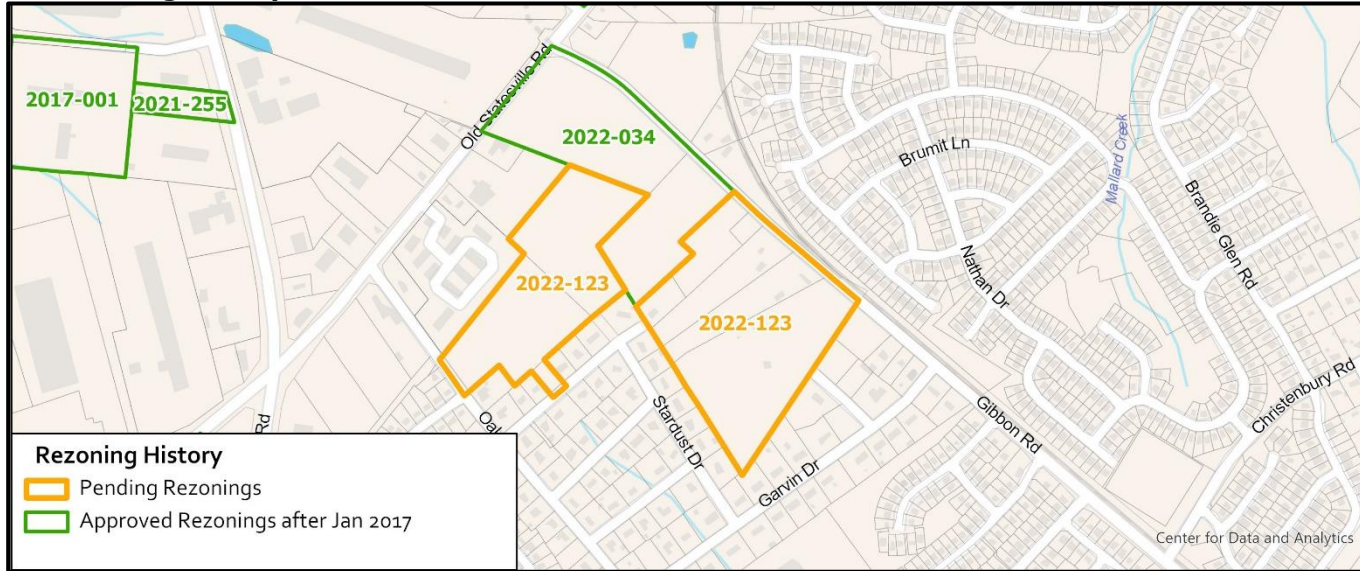 2017-001
2021-255
Old Statesville Rd
2022-034
Brumit Ln
Mallard Creek
Brandie Glen Rd
Nathan Dr
2022-123
2022-123
Christenbury Rd
Stardust Dr
Gibbon Rd
Garvin Dr
Rd
Rezoning History
Pending Rezonings
Approved Rezonings after Jan 2017
Center for Data and Analytics